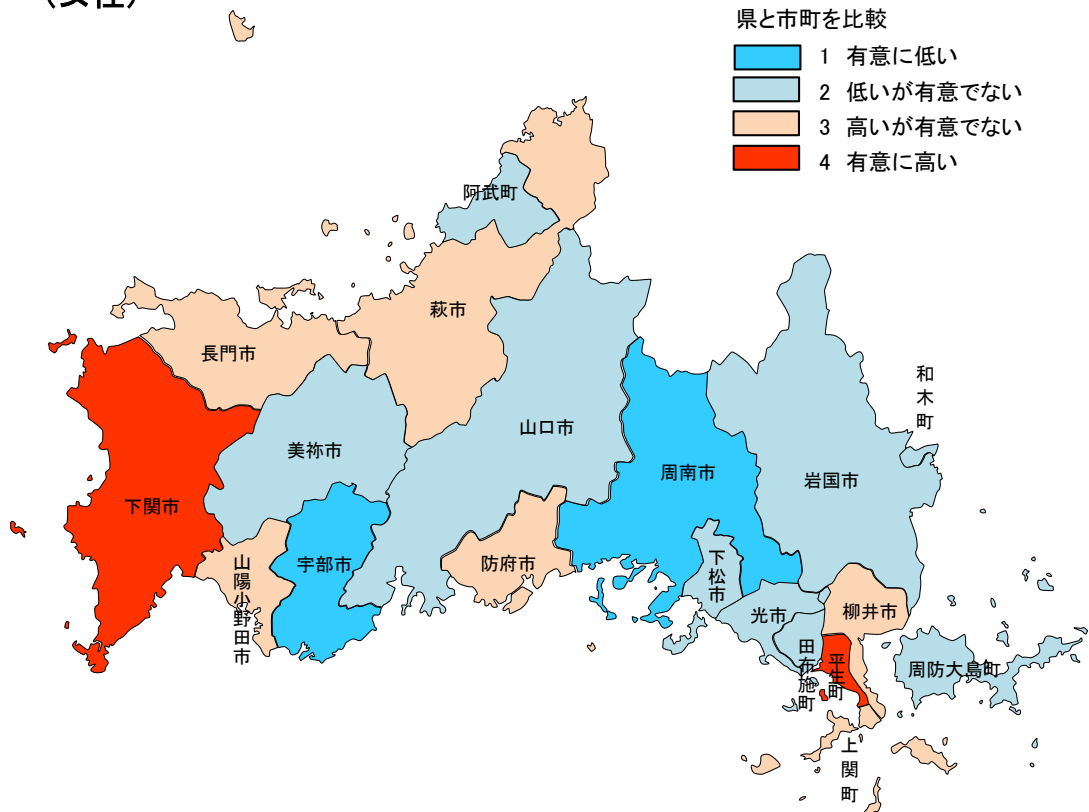 （女性）
県と市町を比較
1 有意に低い
2 低いが有意でない
3 高いが有意でない
4 有意に高い
阿武町
萩市
長門市
和木町
山口市
美祢市
周南市
岩国市
下関市
宇部市
防府市
山陽小野田市
下松市
光市
柳井市
田布施町
平生町
周防大島町
上関町